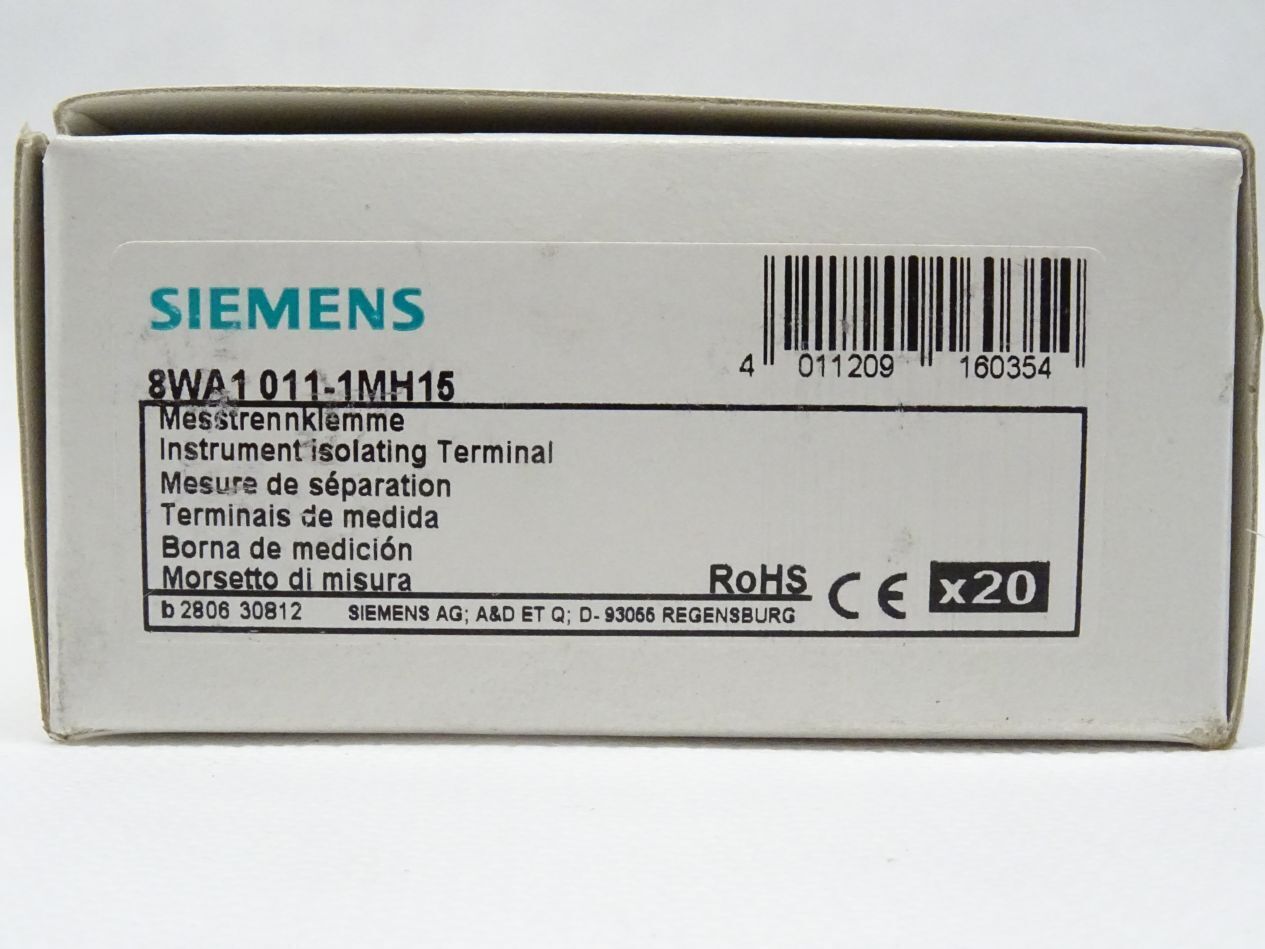 SIEMENS
4 011209 160354
8WA1 011-1MH15
Messtrennklemme
Instrument isolating Terminal
Mesure de séparation
Terminais de medida
Borna de medición
Morsetto di misura
RoHS CE x20
b 2806 30812 SIEMENS AG; A&D ET Q; D- 93055 REGENSBURG